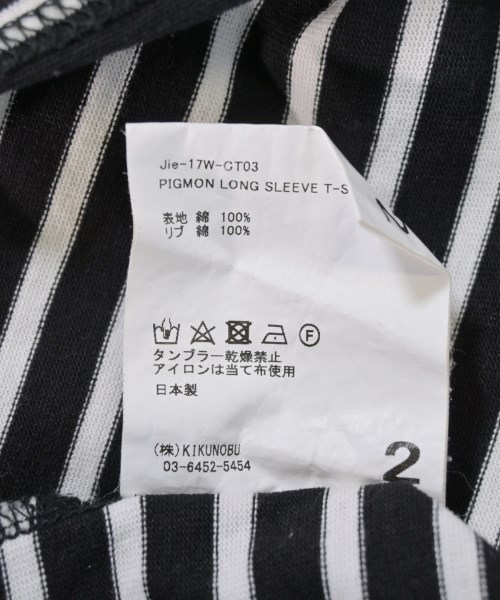 Jie-17W-CT03
PIGMON LONG SLEEVE T-S
表地 綿 100%
リブ 綿 100%
タンブラー乾燥禁止
アイロンは当て布使用
日本製
(株)KIKUNOBU
03-6452-5454
2